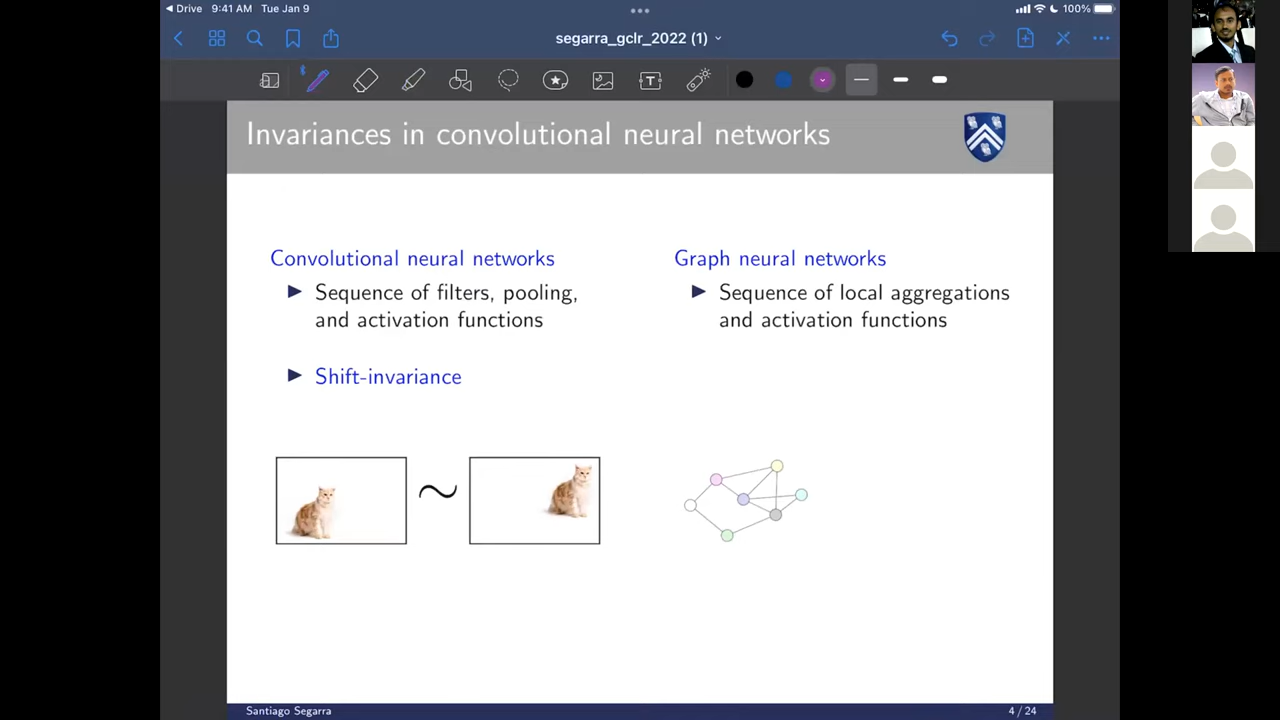 Drive 9:41 AM Tue Jan 9 100%
segarra_gclr_2022 (1)
T
Invariances in convolutional neural networks
Convolutional neural networks
Sequence of filters, pooling,
and activation functions
Shift-invariance
~
Graph neural networks
Sequence of local aggregations
and activation functions
Santiago Segarra 4 / 24